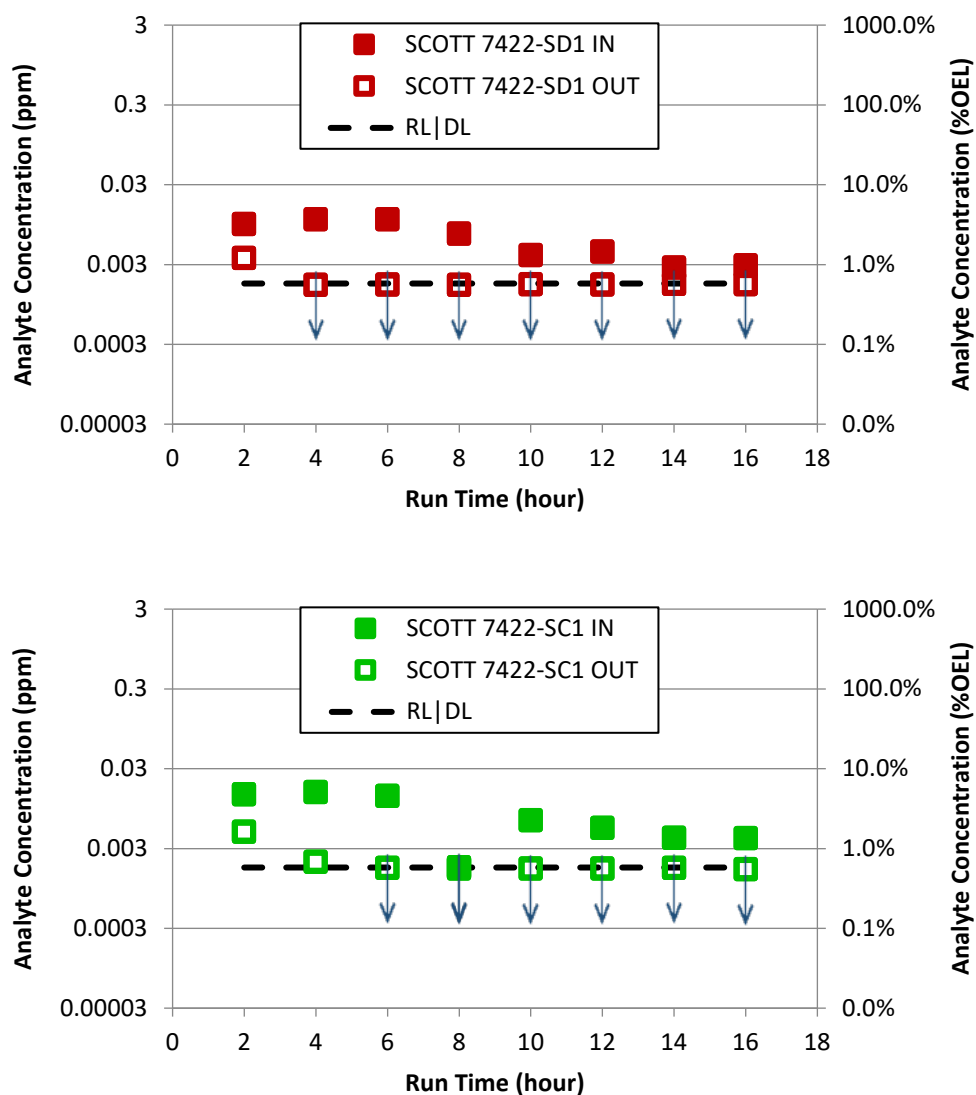 SCOTT 7422-SD1 IN
SCOTT 7422-SD1 OUT
RL|DL
Analyte Concentration (ppm)
3
0.3
0.03
0.003
0.0003
0.00003
1000.0%
100.0%
10.0%
1.0%
0.1%
0.0%
Analyte Concentration (%OEL)
0 2 4 6 8 10 12 14 16 18
Run Time (hour)
SCOTT 7422-SC1 IN
SCOTT 7422-SC1 OUT
RL|DL
Analyte Concentration (ppm)
3
0.3
0.03
0.003
0.0003
0.00003
1000.0%
100.0%
10.0%
1.0%
0.1%
0.0%
Analyte Concentration (%OEL)
0 2 4 6 8 10 12 14 16 18
Run Time (hour)